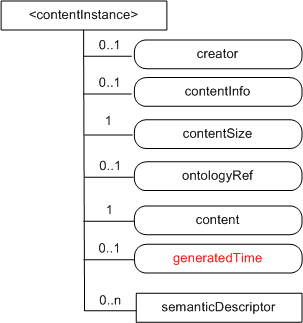 <contentInstance>
0..1
creator
0..1
contentInfo
1
contentSize
0..1
ontologyRef
1
content
0..1
generatedTime
0..n
semanticDescriptor